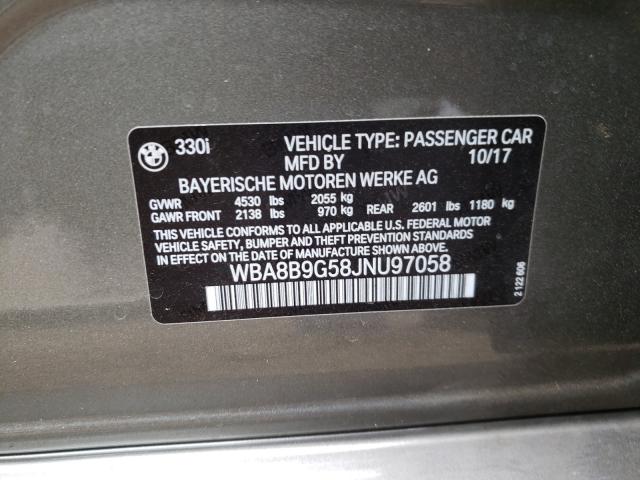 330i VEHICLE TYPE: PASSENGER CAR
MFD BY 10/17
BAYERISCHE MOTOREN WERKE AG
GVWR 4530 lbs 2055 kg
GAWR FRONT 2138 lbs 970 kg REAR 2601 lbs 1180 kg
THIS VEHICLE CONFORMS TO ALL APPLICABLE U.S. FEDERAL MOTOR
VEHICLE SAFETY, BUMPER AND THEFT PREVENTION STANDARDS
IN EFFECT ON THE DATE OF MANUFACTURE SHOWN ABOVE.
WBA8B9G58JNU97058
2 122 606